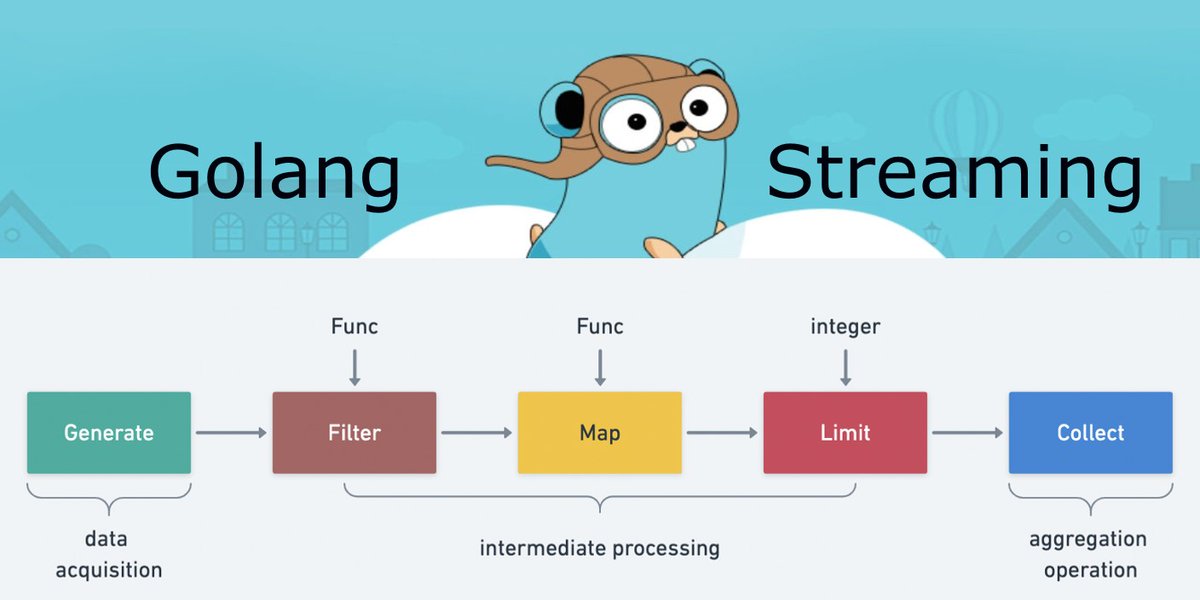 Golang
Streaming
Func
Func
integer
Generate
Filter
Map
Limit
Collect
data
acquisition
intermediate processing
aggregation
operation